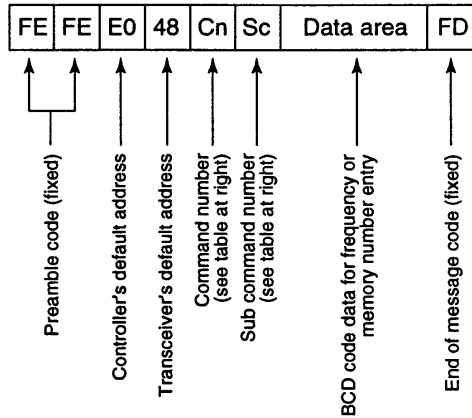 FE FE E0 48 Cn Sc Data area FD
Preamble code (fixed)
Controller's default address
Transceiver's default address
Command number
(see table at right)
Sub command number
(see table at right)
BCD code data for frequency or
memory number entry
End of message code (fixed)